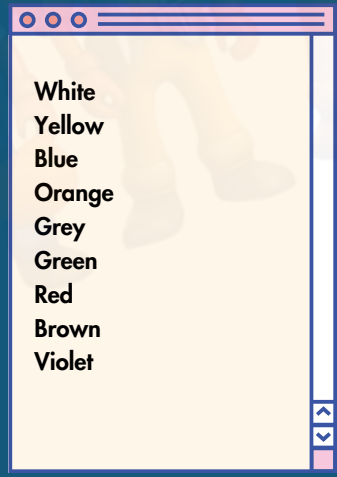 White
Yellow
Blue
Orange
Grey
Green
Red
Brown
Violet